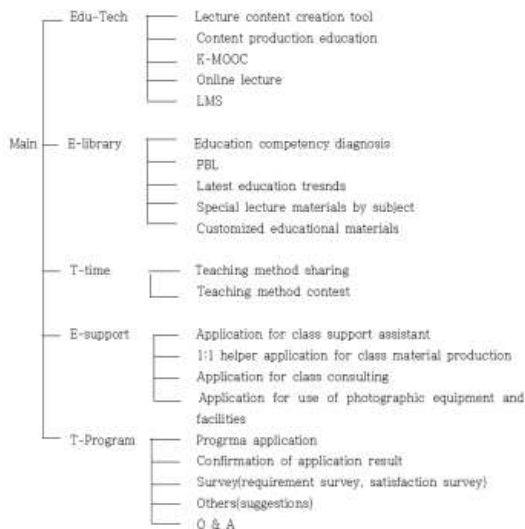 Edu-Tech
Lecture content creation tool
Content production education
K-MOOC
Online lecture
LMS
Main
E-library
Education competency diagnosis
PBL
Latest education tresnds
Special lecture materials by subject
Customized educational materials
T-time
Teaching method sharing
Teaching method contest
E-support
Application for class support assistant
1:1 helper application for class material production
Application for class consulting
Application for use of photographic equipment and
facilities
T-Program
Progrma application
Confirmation of application result
Survey(requirement survey, satisfaction survey)
Others(suggestions)
Q & A